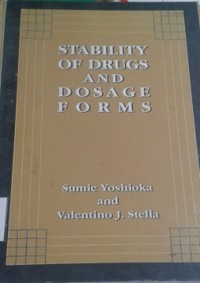 STABILITY
OF DRUGS
AND
DOSAGE
FORMS
Sumie Yoshioka
and
Valentino J. Stella